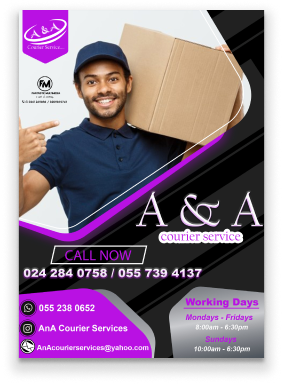 A & A
Courier Service...
FM
A & A
courier service
CALL NOW
024 284 0758 / 055 739 4137
055 238 0652
AnA Courier Services
AnAcourierservices@yahoo.com
Working Days
Mondays - Fridays
8:00am - 6:30pm
Sundays
10:00am - 6:30pm